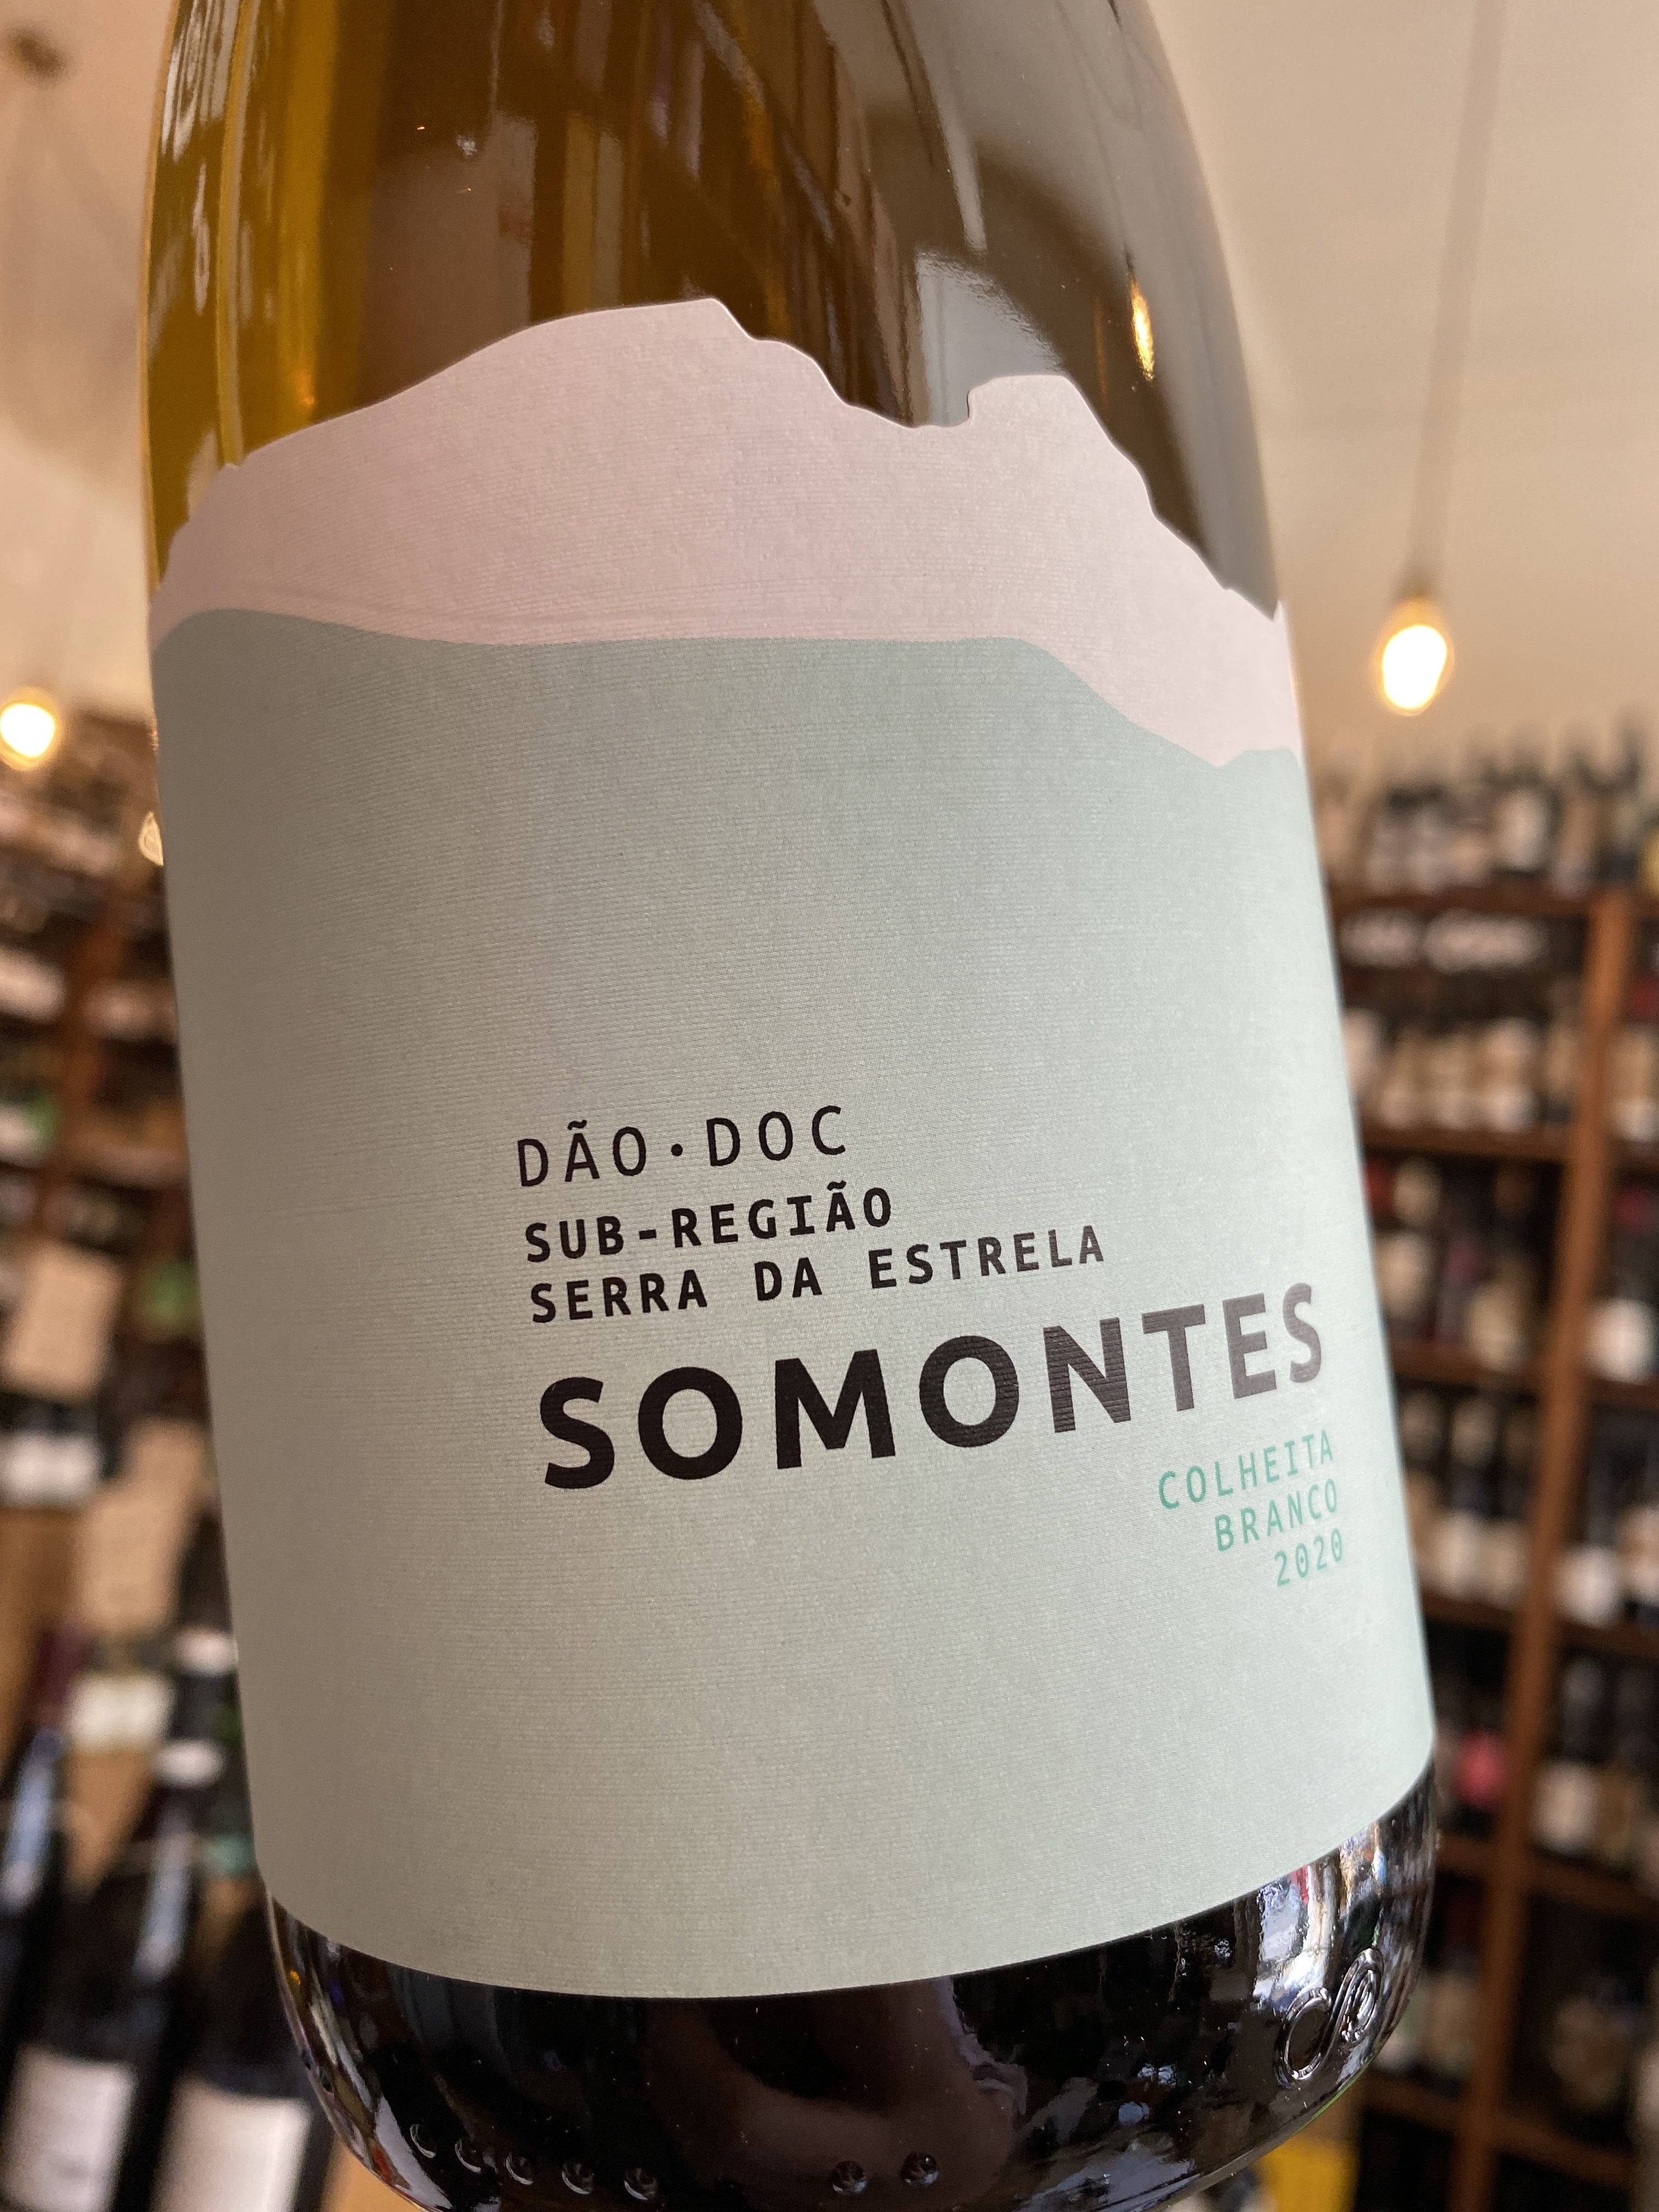 DÃO·DOC
SUB-REGIÃO
SERRA DA ESTRELA
SOMONTES
COLHEITA
BRANCO
2020